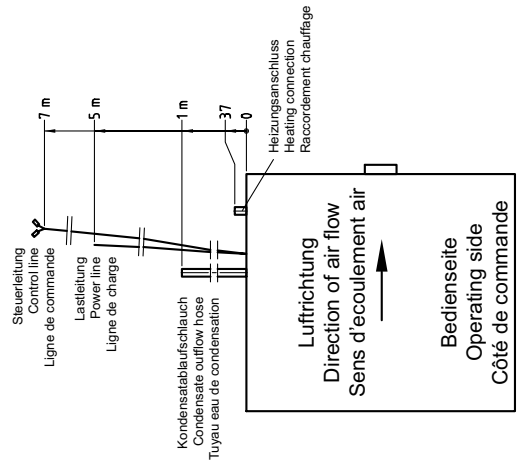 Steuerleitung
Control line
Ligne de commande
Lastleitung
Power line
Ligne de charge
Kondensatablaufschlauch
Condensate outflow hose
Tuyau eau de condensation
7 m
5 m
1 m
37
0
Heizungsanschluss
Heating connection
Raccordement chauffage
Luftrichtung
Direction of air flow
Sens d'ecoulement air
Bedienseite
Operating side
Côté de commande